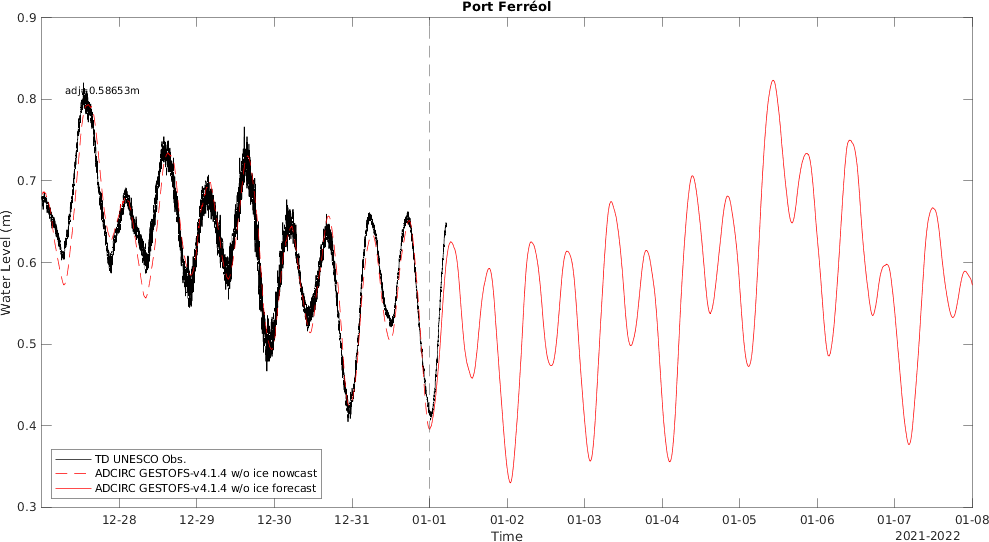 Port Ferréol
0.9
0.8
0.7
0.6
0.5
0.4
0.3
Water Level (m)
adj: 0.58653m
TD UNESCO Obs.
ADCIRC GESTOFS-v4.1.4 w/o ice nowcast
ADCIRC GESTOFS-v4.1.4 w/o ice forecast
12-28 12-29 12-30 12-31 01-01 01-02 01-03 01-04 01-05 01-06 01-07 01-08
Time
2021-2022